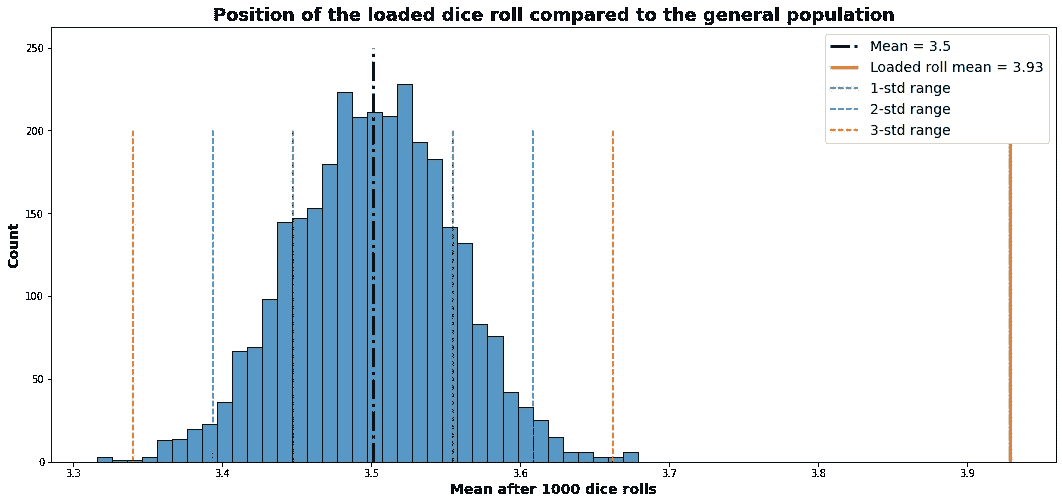 Position of the loaded dice roll compared to the general population
Mean = 3.5
Loaded roll mean = 3.93
1-std range
2-std range
3-std range
250
200
150
100
50
0
Count
3.3 3.4 3.5 3.6 3.7 3.8 3.9
Mean after 1000 dice rolls